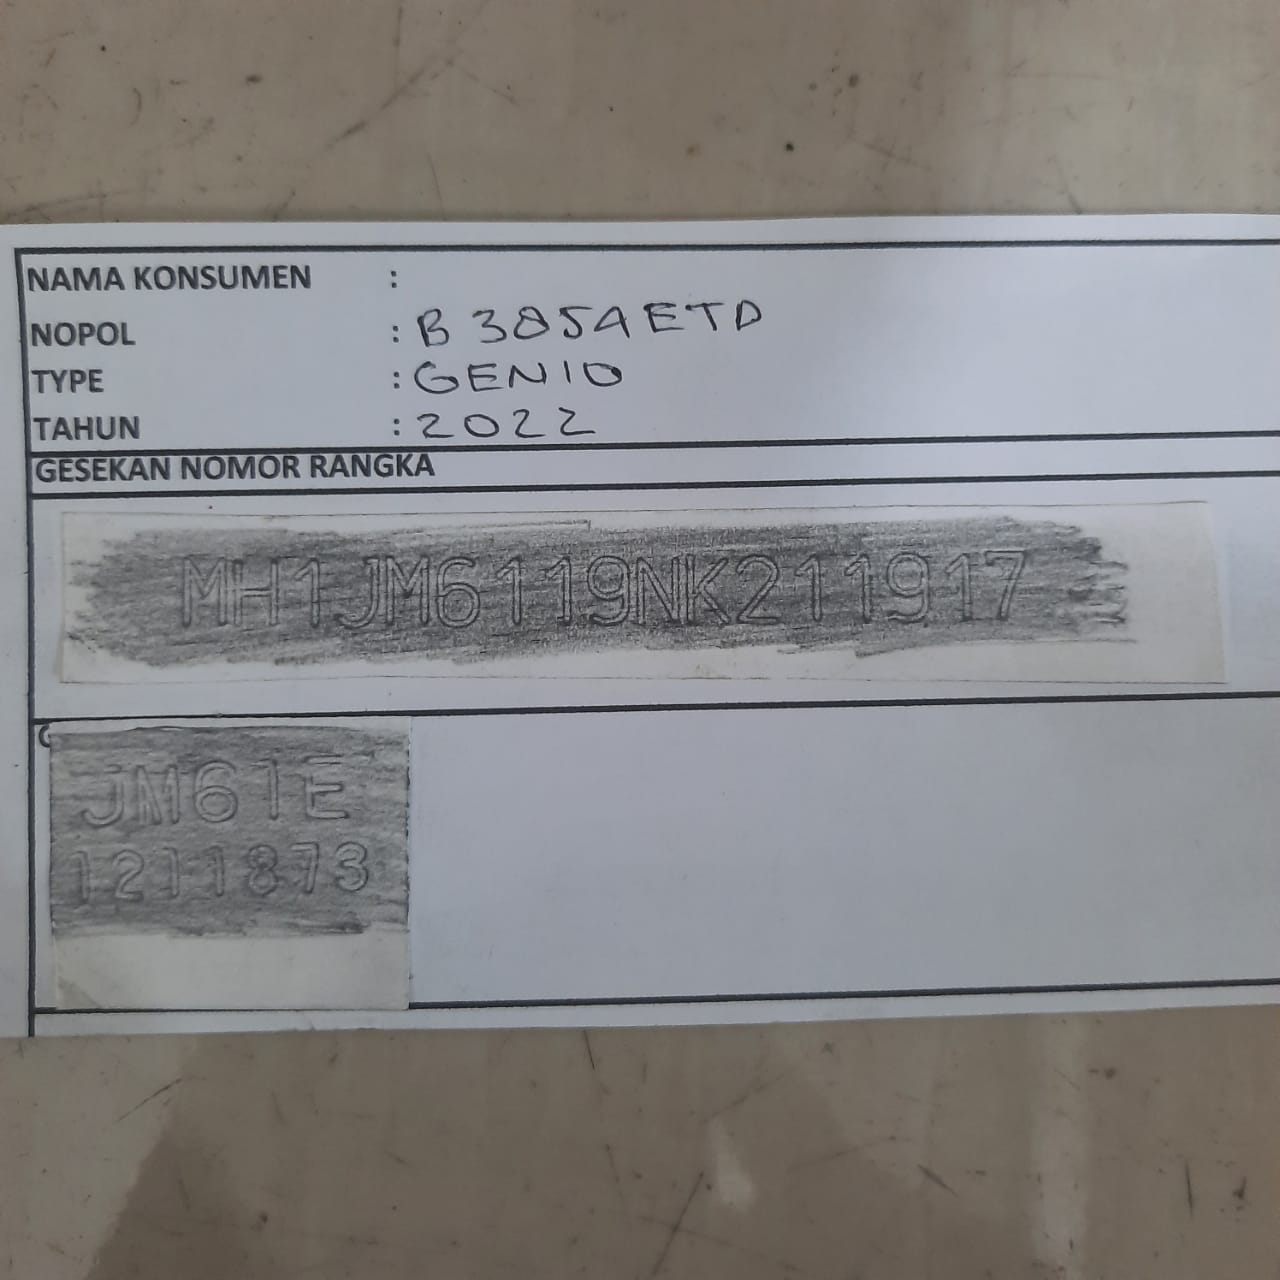 NAMA KONSUMEN :
NOPOL : B 3854 ETD
TYPE : GENIO
TAHUN : 2022
GESEKAN NOMOR RANGKA
MH1JM6119NK211917
JM61E
1211873